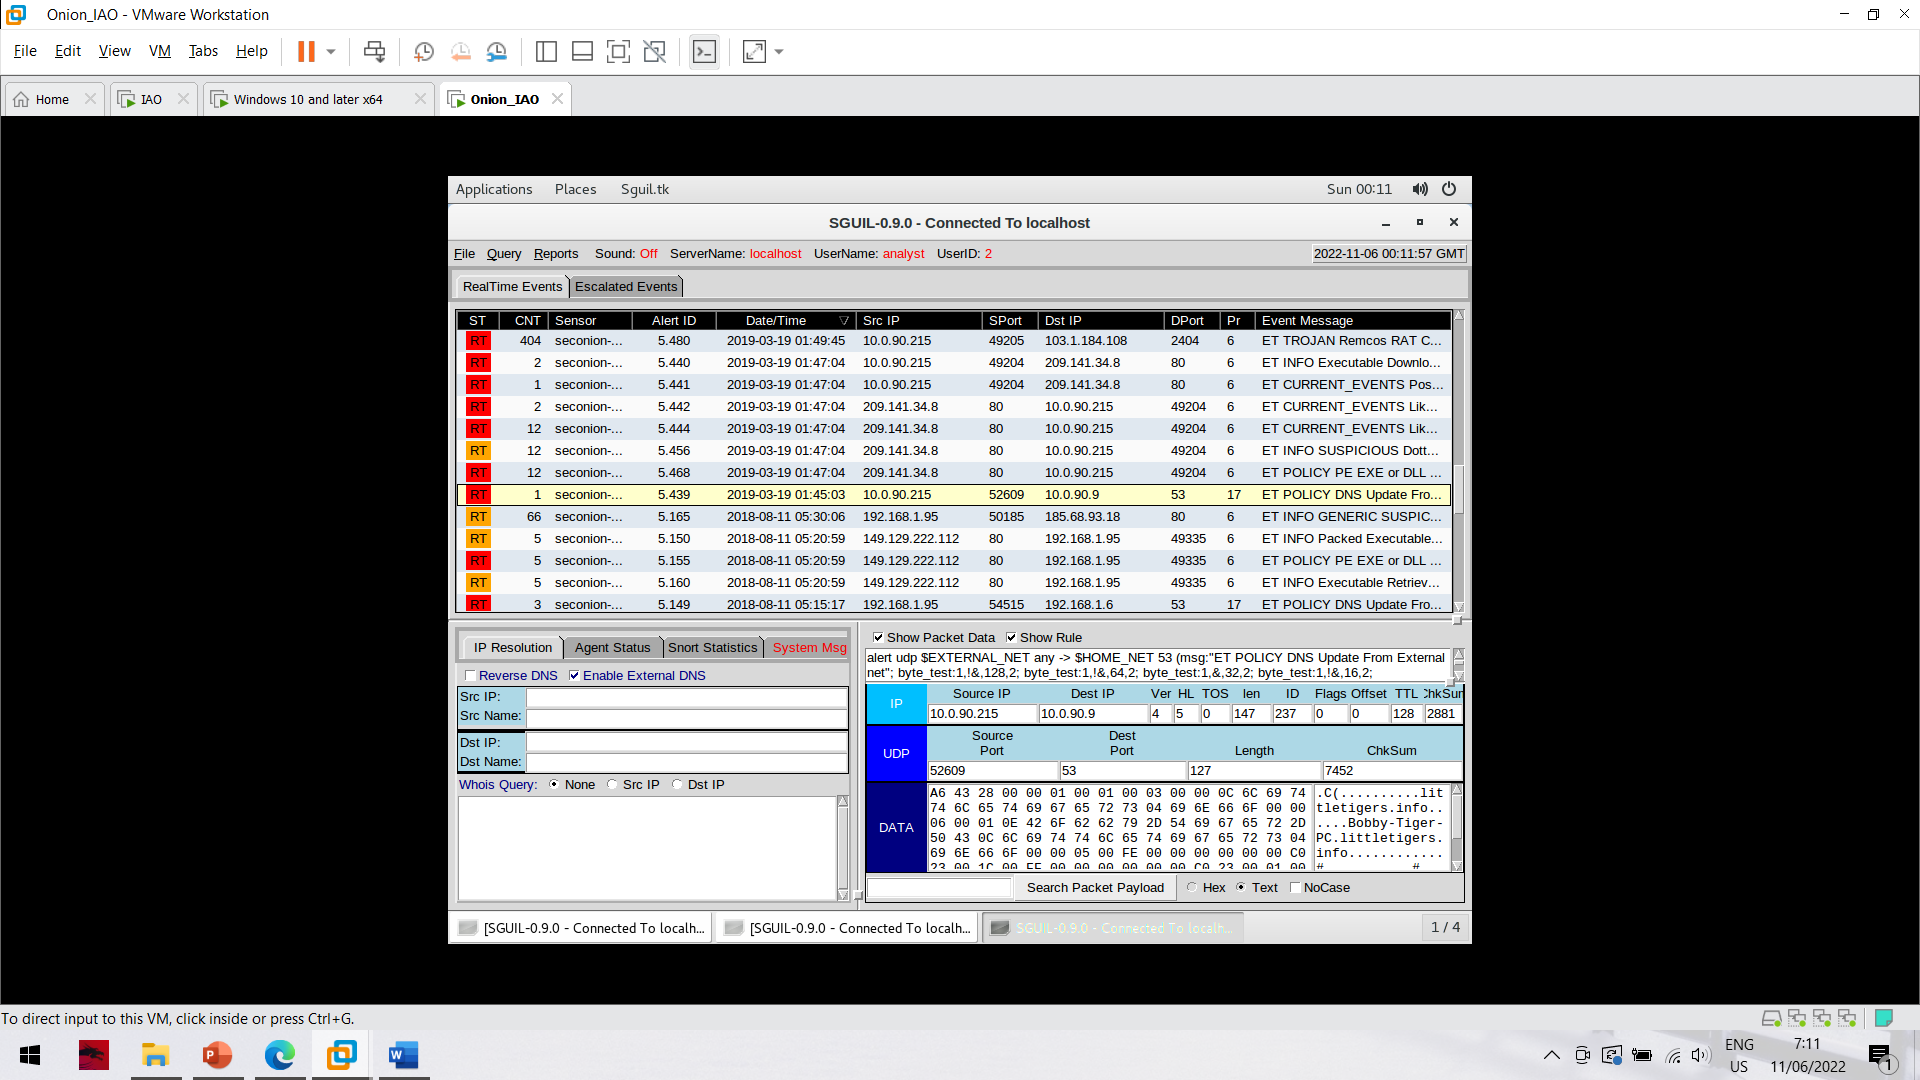 Onion_IAO - VMware Workstation
File Edit View VM Tabs Help
Home IAO Windows 10 and later x64 Onion_IAO
Applications Places Sguil.tk Sun 00:11
SGUIL-0.9.0 - Connected To localhost
File Query Reports Sound: Off ServerName: localhost UserName: analyst UserID: 2 2022-11-06 00:11:57 GMT
RealTime Events Escalated Events
ST CNT Sensor Alert ID Date/Time Src IP SPort Dst IP DPort Pr Event Message
RT 404 seconion-... 5.480 2019-03-19 01:49:45 10.0.90.215 49205 103.1.184.108 2404 6 ET TROJAN Remcos RAT C...
RT 2 seconion-... 5.440 2019-03-19 01:47:04 10.0.90.215 49204 209.141.34.8 80 6 ET INFO Executable Downlo...
RT 1 seconion-... 5.441 2019-03-19 01:47:04 10.0.90.215 49204 209.141.34.8 80 6 ET CURRENT_EVENTS Pos...
RT 2 seconion-... 5.442 2019-03-19 01:47:04 209.141.34.8 80 10.0.90.215 49204 6 ET CURRENT_EVENTS Lik...
RT 12 seconion-... 5.444 2019-03-19 01:47:04 209.141.34.8 80 10.0.90.215 49204 6 ET CURRENT_EVENTS Lik...
RT 12 seconion-... 5.456 2019-03-19 01:47:04 209.141.34.8 80 10.0.90.215 49204 6 ET INFO SUSPICIOUS Dott...
RT 12 seconion-... 5.468 2019-03-19 01:47:04 209.141.34.8 80 10.0.90.215 49204 6 ET POLICY PE EXE or DLL ...
RT 1 seconion-... 5.439 2019-03-19 01:45:03 10.0.90.215 52609 10.0.90.9 53 17 ET POLICY DNS Update Fro...
RT 66 seconion-... 5.165 2018-08-11 05:30:06 192.168.1.95 50185 185.68.93.18 80 6 ET INFO GENERIC SUSPIC...
RT 5 seconion-... 5.150 2018-08-11 05:20:59 149.129.222.112 80 192.168.1.95 49335 6 ET INFO Packed Executable...
RT 5 seconion-... 5.155 2018-08-11 05:20:59 149.129.222.112 80 192.168.1.95 49335 6 ET POLICY PE EXE or DLL ...
RT 5 seconion-... 5.160 2018-08-11 05:20:59 149.129.222.112 80 192.168.1.95 49335 6 ET INFO Executable Retriev...
RT 3 seconion-... 5.149 2018-08-11 05:15:17 192.168.1.95 54515 192.168.1.6 53 17 ET POLICY DNS Update Fro...
IP Resolution Agent Status Snort Statistics System Msg
Reverse DNS Enable External DNS
Src IP:
Src Name:
Dst IP:
Dst Name:
Whois Query: None Src IP Dst IP
Show Packet Data Show Rule
alert udp $EXTERNAL_NET any -> $HOME_NET 53 (msg:"ET POLICY DNS Update From External
net"; byte_test:1,!&,128,2; byte_test:1,!&,64,2; byte_test:1,&,32,2; byte_test:1,!&,16,2;
IP Source IP Dest IP Ver HL TOS len ID Flags Offset TTL ChkSum
10.0.90.215 10.0.90.9 4 5 0 147 237 0 0 128 2881
UDP Source Port Dest Port Length ChkSum
52609 53 127 7452
DATA
A6 43 28 00 00 01 00 01 00 03 00 00 0C 6C 69 74 .C(..........lit
74 6C 65 74 69 67 65 72 73 04 69 6E 66 6F 00 00 tletigers.info..
06 00 01 0E 42 6F 62 62 79 2D 54 69 67 65 72 2D ....Bobby-Tiger-
50 43 0C 6C 69 74 74 6C 65 74 69 67 65 72 73 04 PC.littletigers.
69 6E 66 6F 00 00 05 00 FE 00 00 00 00 00 00 C0 info............
23 00 1C 00 FF 00 00 00 00 00 00 C0 23 00 01 00 #...........#...
Search Packet Payload Hex Text NoCase
[SGUIL-0.9.0 - Connected To localh... [SGUIL-0.9.0 - Connected To localh... SGUIL-0.9.0 - Connected To localh... 1 / 4
To direct input to this VM, click inside or press Ctrl+G.
ENG 7:11
US 11/06/2022 1